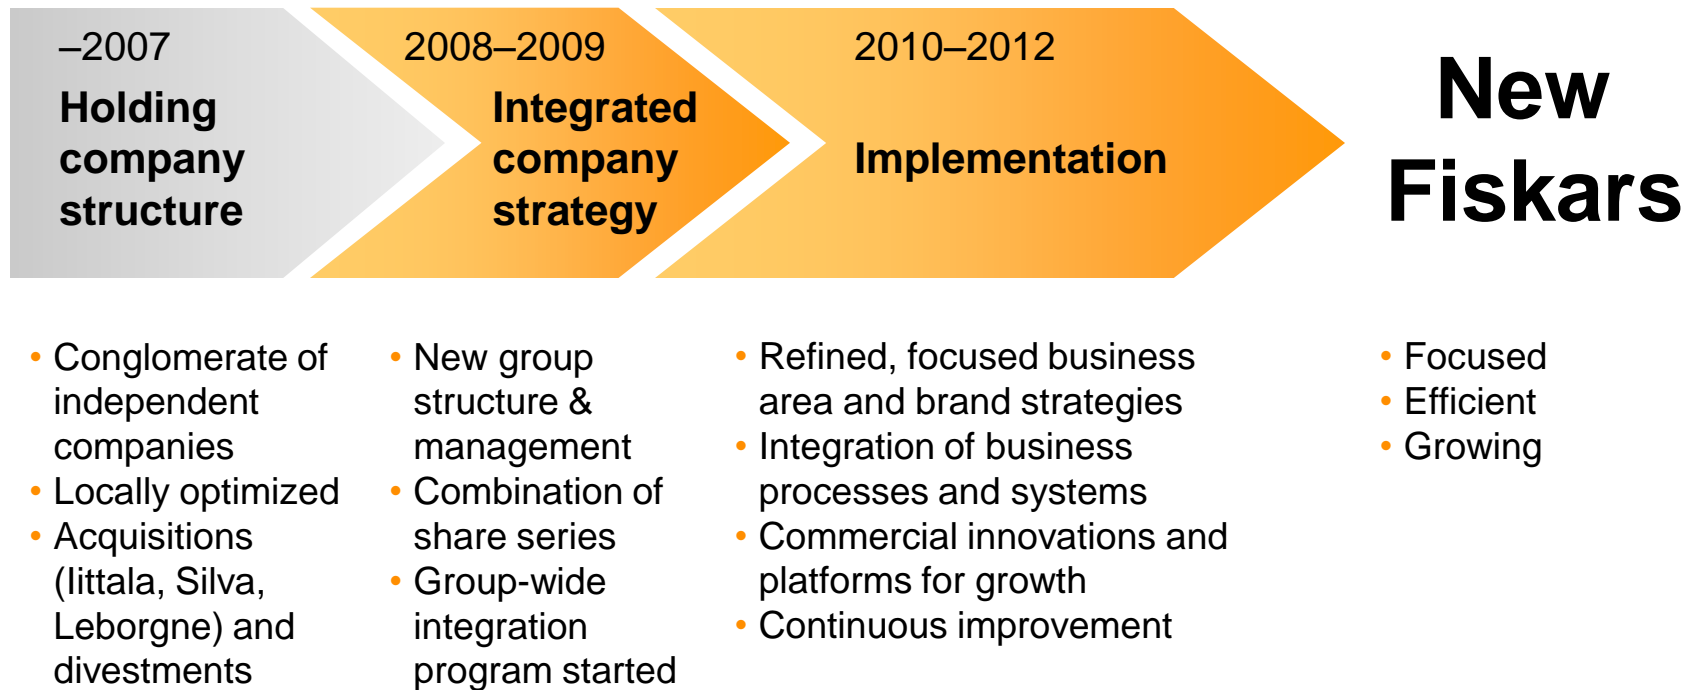 –2007
Holding
company
structure
2008–2009
Integrated
company
strategy
2010–2012
Implementation
New
Fiskars
• Conglomerate of
independent
companies
• Locally optimized
• Acquisitions
(Iittala, Silva,
Leborgne) and
divestments
• New group
structure &
management
• Combination of
share series
• Group-wide
integration
program started
• Refined, focused business
area and brand strategies
• Integration of business
processes and systems
• Commercial innovations and
platforms for growth
• Continuous improvement
• Focused
• Efficient
• Growing